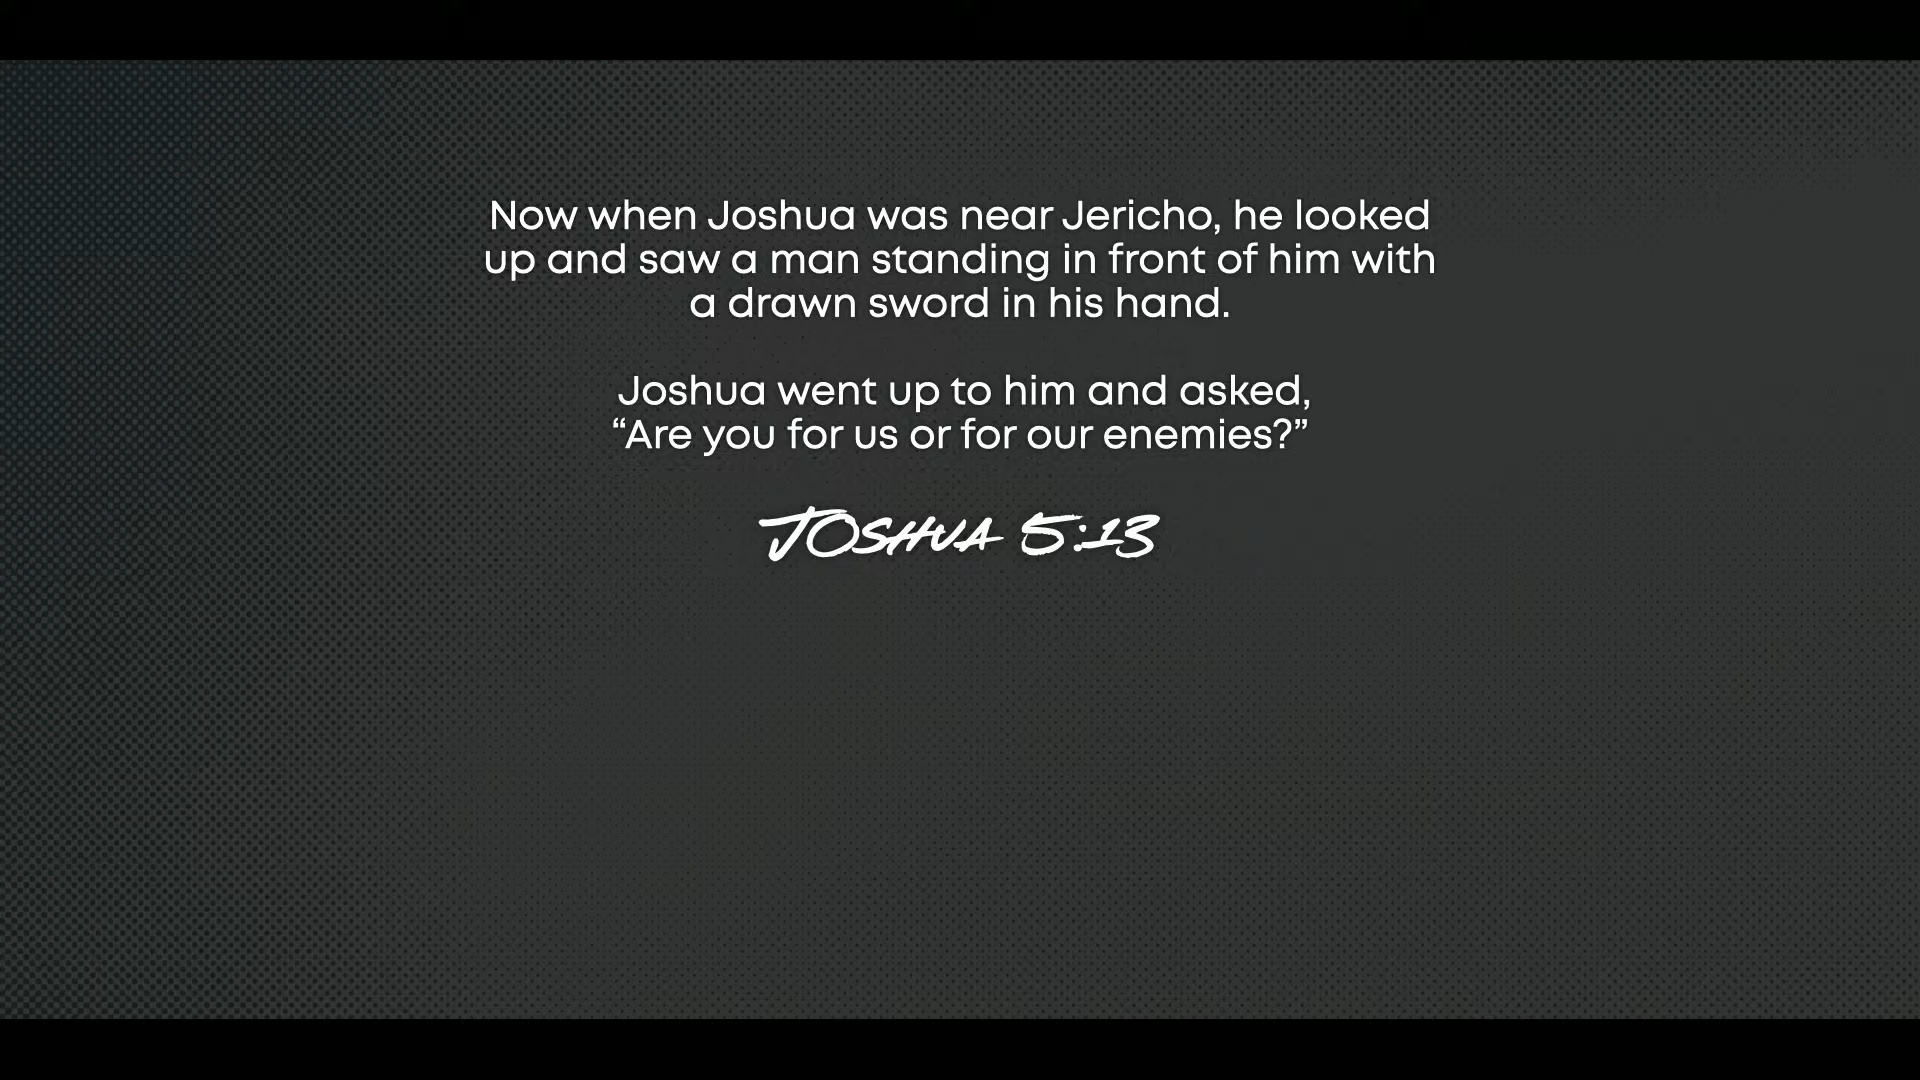 Now when Joshua was near Jericho, he looked
up and saw a man standing in front of him with
a drawn sword in his hand.
Joshua went up to him and asked,
“Are you for us or for our enemies?”
JOSHUA 5:13